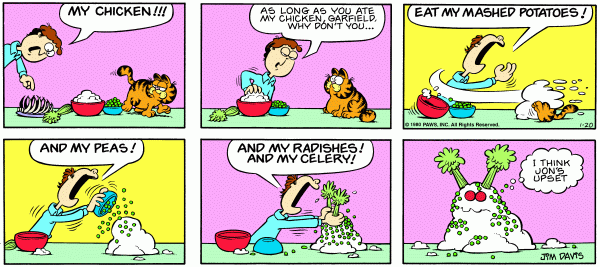 MY CHICKEN!!!
AS LONG AS YOU ATE
MY CHICKEN, GARFIELD,
WHY DON'T YOU...
EAT MY MASHED POTATOES!
© 1980 PAWS, INC. All Rights Reserved.
1-20
AND MY PEAS!
AND MY RADISHES!
AND MY CELERY!
I THINK
JON'S
UPSET
JIM DAVIS